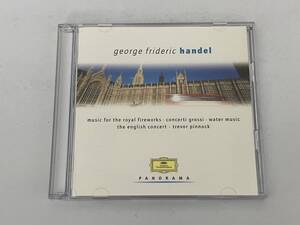 george frideric handel
music for the royal fireworks · concerti grossi · water music
the english concert · trevor pinnock
PANORAMA